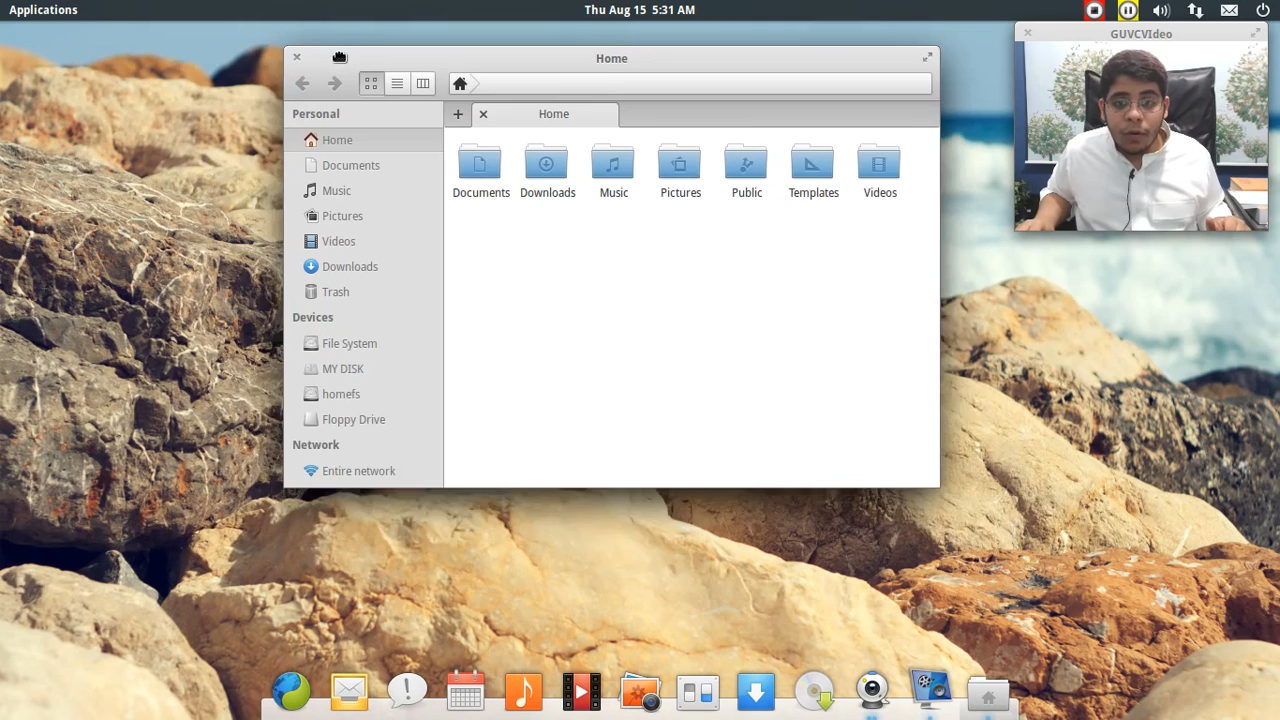 Applications
Thu Aug 15 5:31 AM
GUVCVIdeo
Home
Personal
Home
Home
Documents
Music
Pictures
Videos
Downloads
Trash
Devices
File System
MY DISK
homefs
Floppy Drive
Network
Entire network
Documents Downloads Music Pictures Public Templates Videos